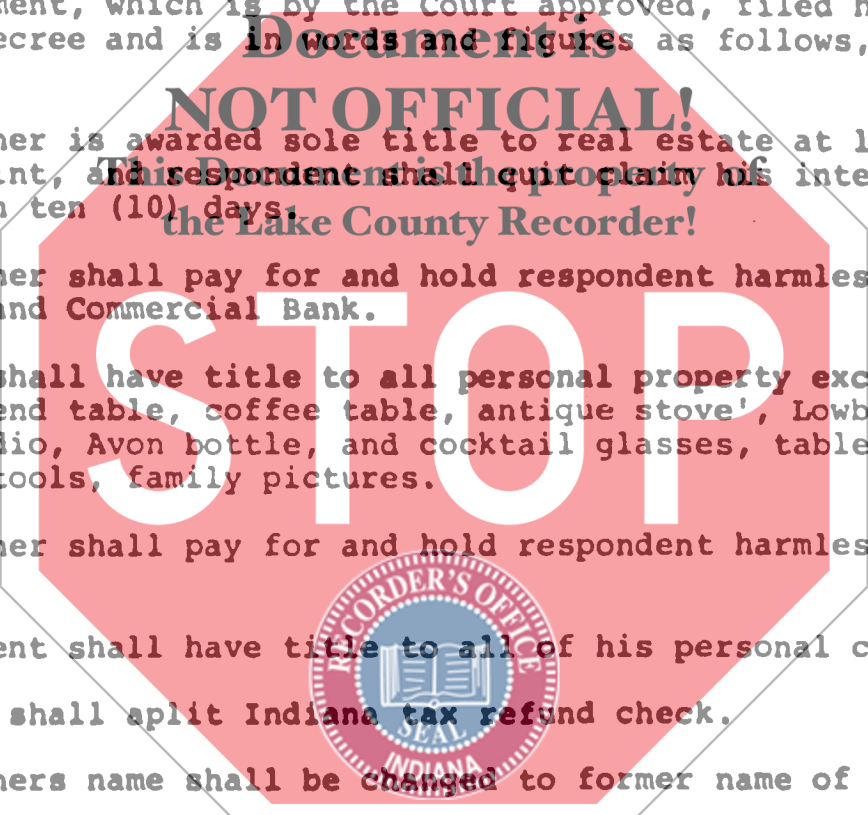 ment, which is by the Court approved, filed h
ecree and is in words and figures as follows,
Document is
NOT OFFICIAL!
ner is awarded sole title to real estate at l
int, and respondent shall quit claim his inte
This Document is the property of
n ten (10) days.
the Lake County Recorder!
ner shall pay for and hold respondent harmles
and Commercial Bank.
STOP
shall have title to all personal property exc
end table, coffee table, antique stove', Lowb
dio, Avon bottle, and cocktail glasses, table
tools, family pictures.
ner shall pay for and hold respondent harmles
RECORDER'S OFFICE
ent shall have title to all of his personal c
shall aplit Indiana tax refund check.
SEAL
INDIANA
ners name shall be changed to former name of